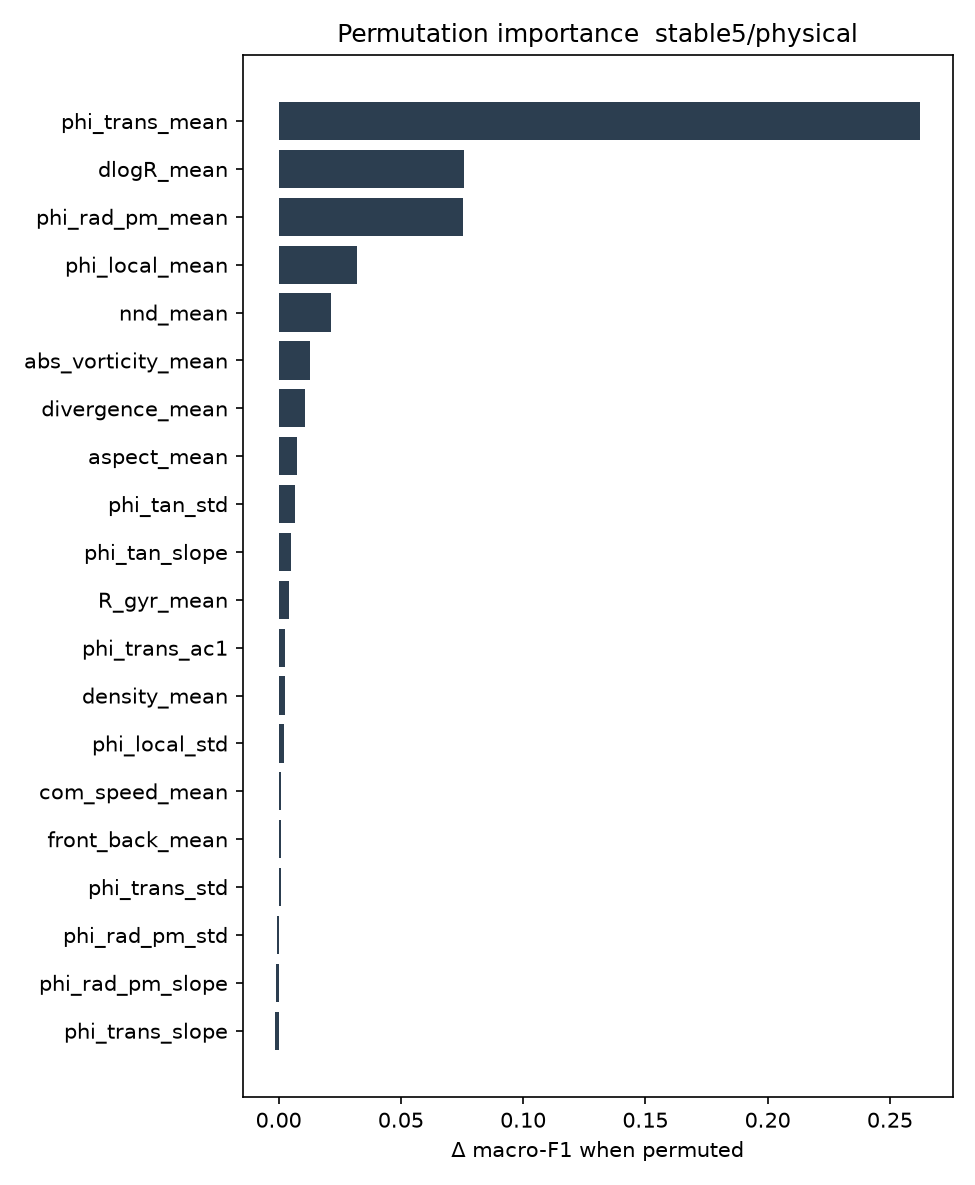 Permutation importance  stable5/physical
phi_trans_mean
dlogR_mean
phi_rad_pm_mean
phi_local_mean
nnd_mean
abs_vorticity_mean
divergence_mean
aspect_mean
phi_tan_std
phi_tan_slope
R_gyr_mean
phi_trans_ac1
density_mean
phi_local_std
com_speed_mean
front_back_mean
phi_trans_std
phi_rad_pm_std
phi_rad_pm_slope
phi_trans_slope
0.00 0.05 0.10 0.15 0.20 0.25
Δ macro-F1 when permuted